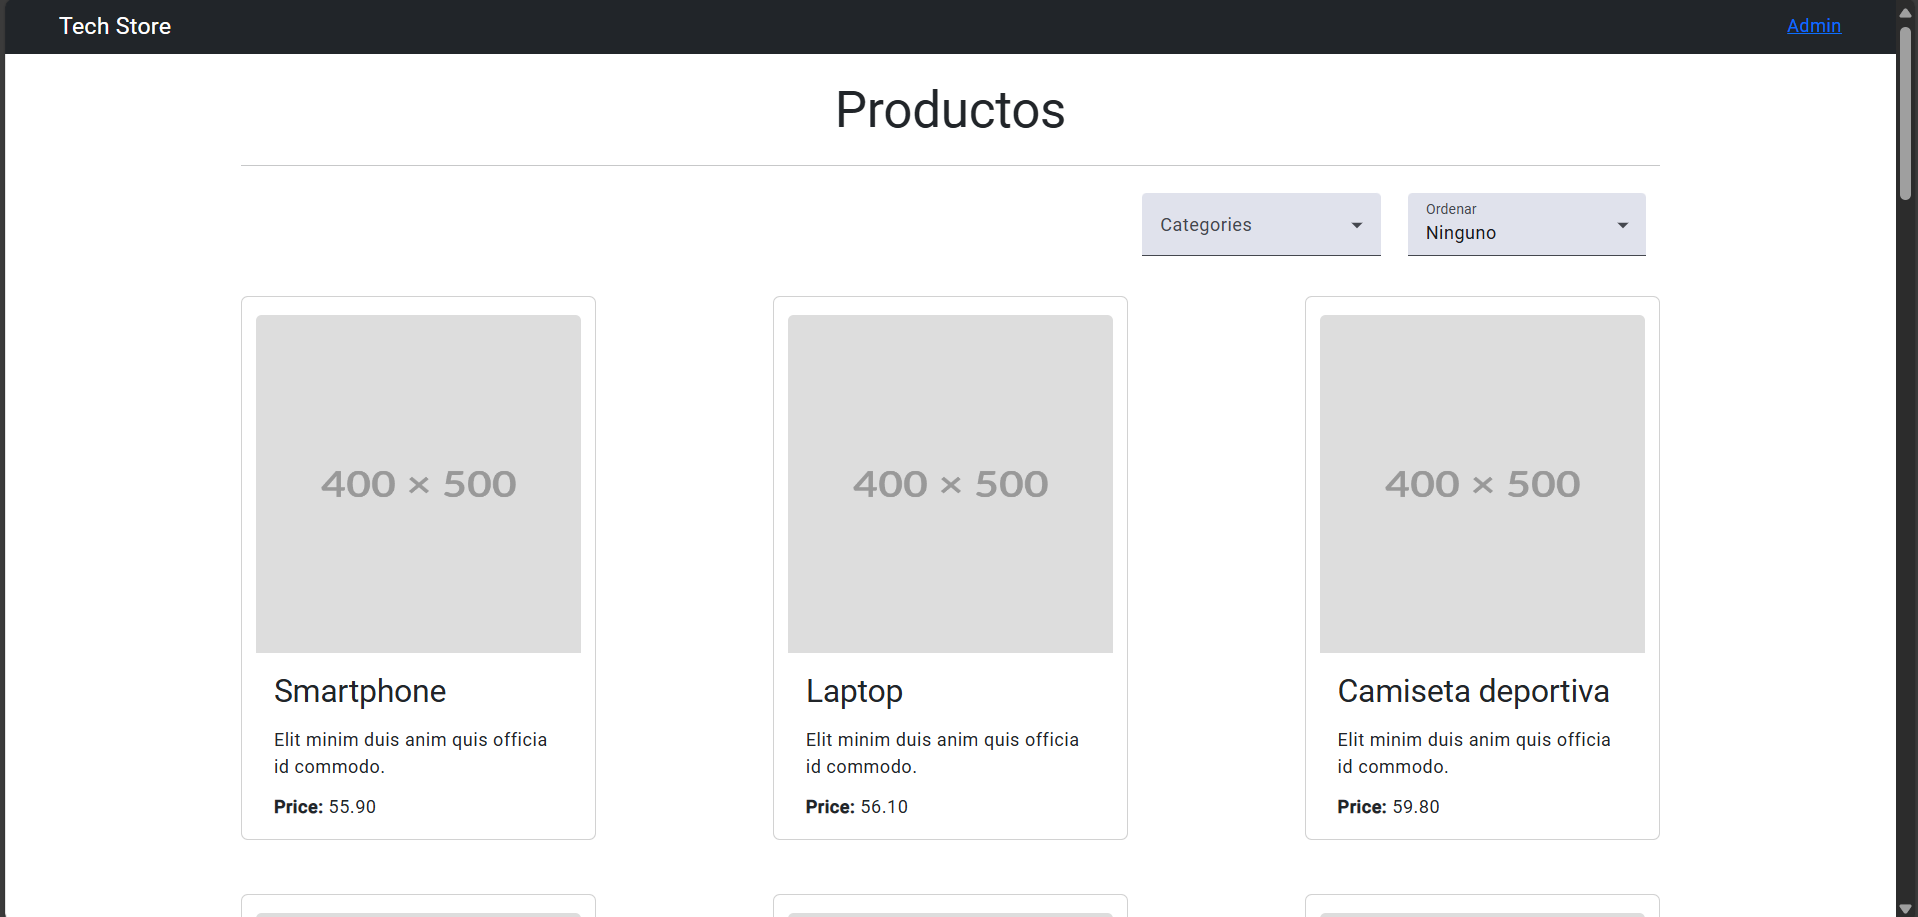 Tech Store
Admin
Productos
Categories
Ordenar
Ninguno
400 × 500
Smartphone
Elit minim duis anim quis officia
id commodo.
Price: 55.90
400 × 500
Laptop
Elit minim duis anim quis officia
id commodo.
Price: 56.10
400 × 500
Camiseta deportiva
Elit minim duis anim quis officia
id commodo.
Price: 59.80